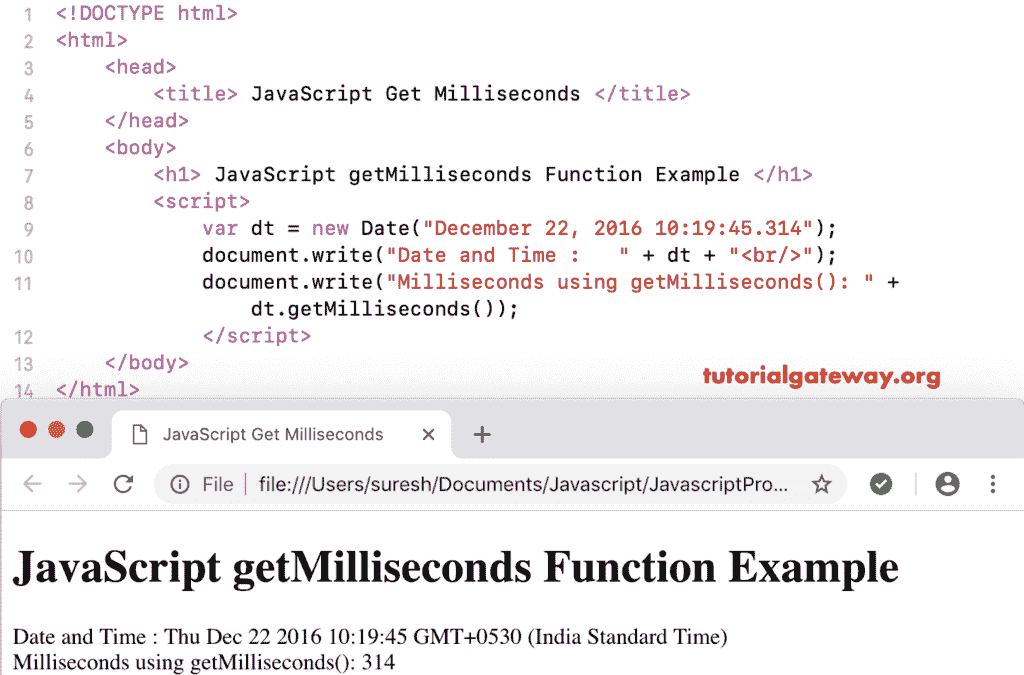 1 <!DOCTYPE html>
2 <html>
3 <head>
4 <title> JavaScript Get Milliseconds </title>
5 </head>
6 <body>
7 <h1> JavaScript getMilliseconds Function Example </h1>
8 <script>
9 var dt = new Date("December 22, 2016 10:19:45.314");
10 document.write("Date and Time :   " + dt + "<br/>");
11 document.write("Milliseconds using getMilliseconds(): " +
dt.getMilliseconds());
12 </script>
13 </body>
14 </html>
tutorialgateway.org
JavaScript Get Milliseconds
File file:///Users/suresh/Documents/Javascript/JavascriptPro...
JavaScript getMilliseconds Function Example
Date and Time : Thu Dec 22 2016 10:19:45 GMT+0530 (India Standard Time)
Milliseconds using getMilliseconds(): 314